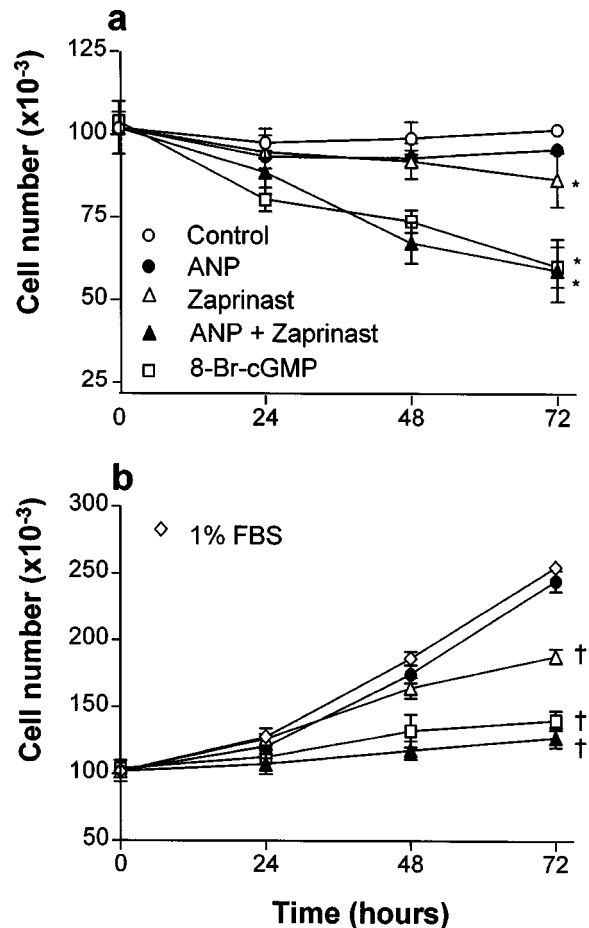 a
Cell number (x10⁻³)
125
100
75
50
25
Control
ANP
Zaprinast
ANP + Zaprinast
8-Br-cGMP
*
*
*
0 24 48 72
b
Cell number (x10⁻³)
300
250
200
150
100
50
1% FBS
†
†
†
0 24 48 72
Time (hours)